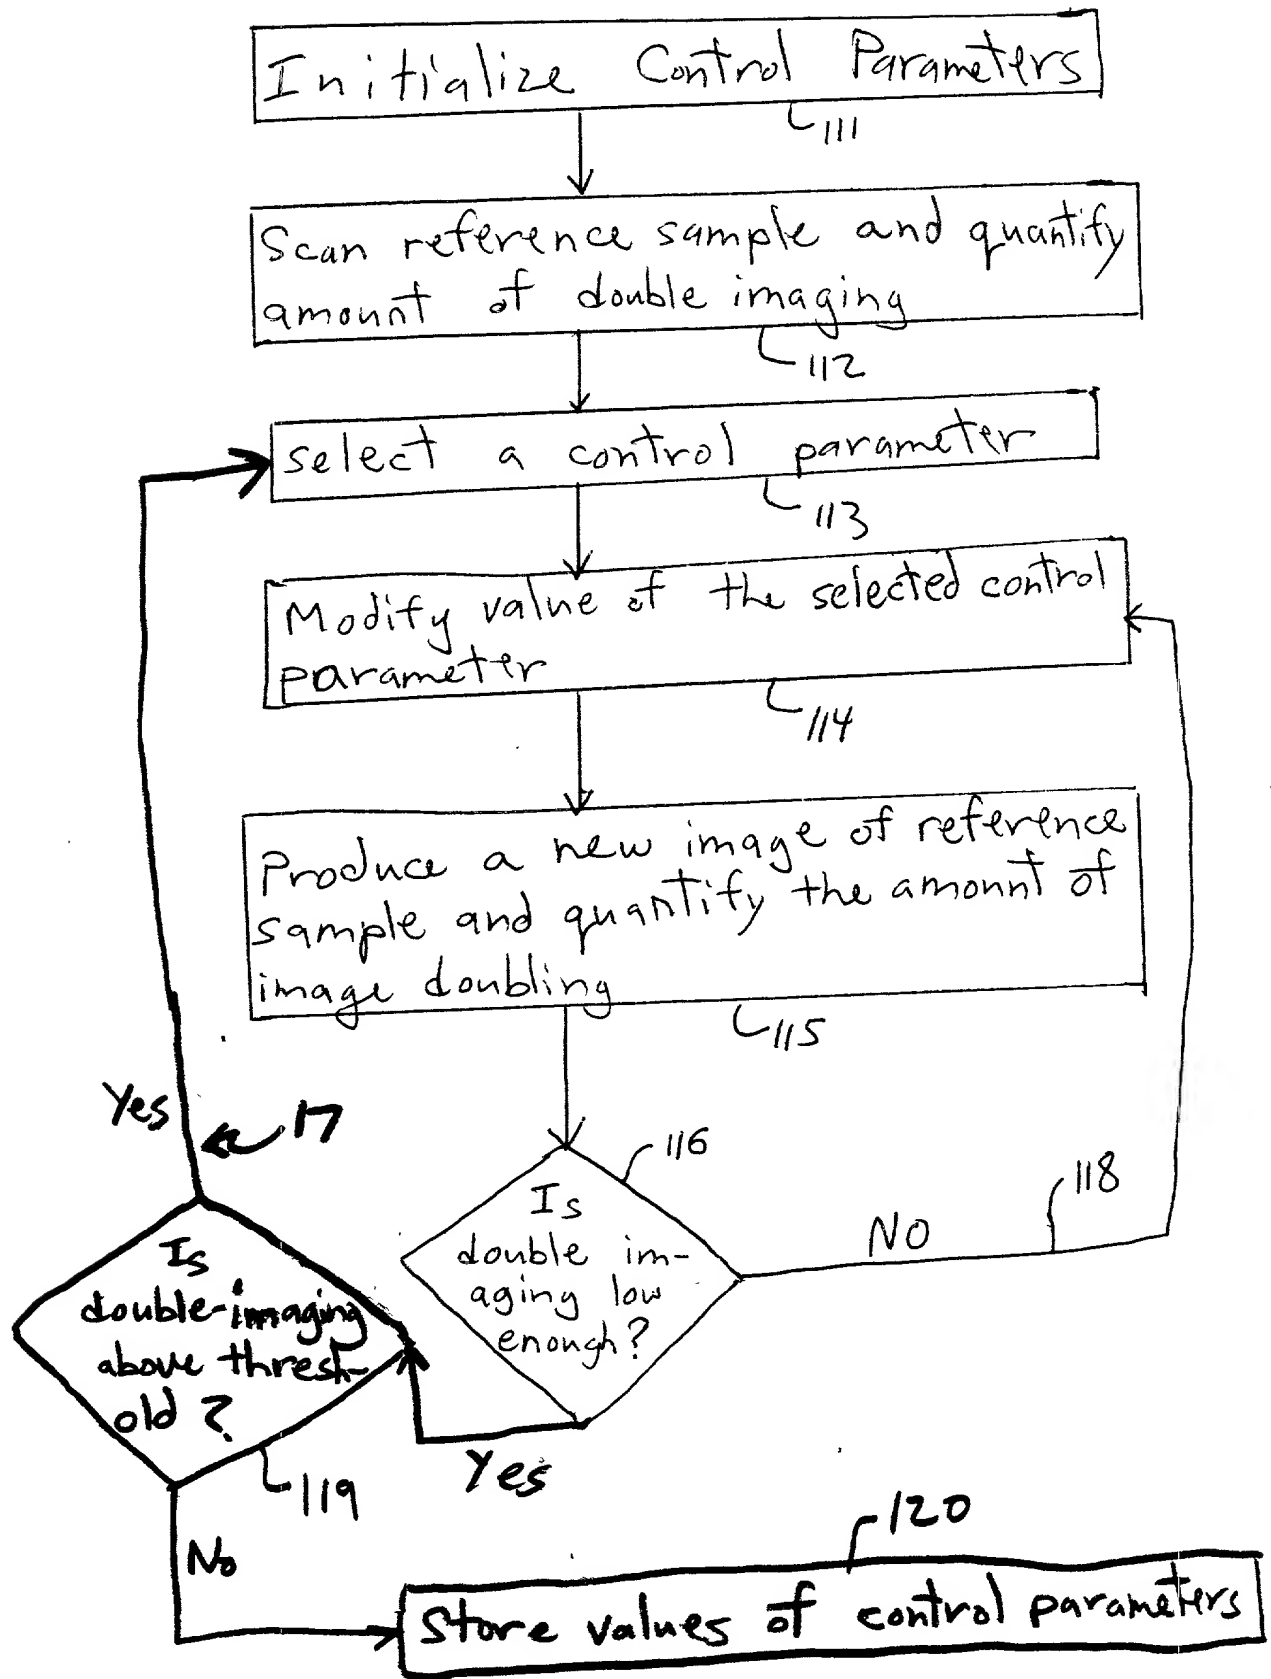 Initialize Control Parameters
111
Scan reference sample and quantify
amount of double imaging
112
select a control parameter
113
Modify value of the selected control
parameter
114
Produce a new image of reference
sample and quantify the amount of
image doubling
115
Yes
17
116
Is
double im-
aging low
enough?
NO
118
Is
double-imaging
above thresh-
old?
119
Yes
No
120
Store values of control parameters